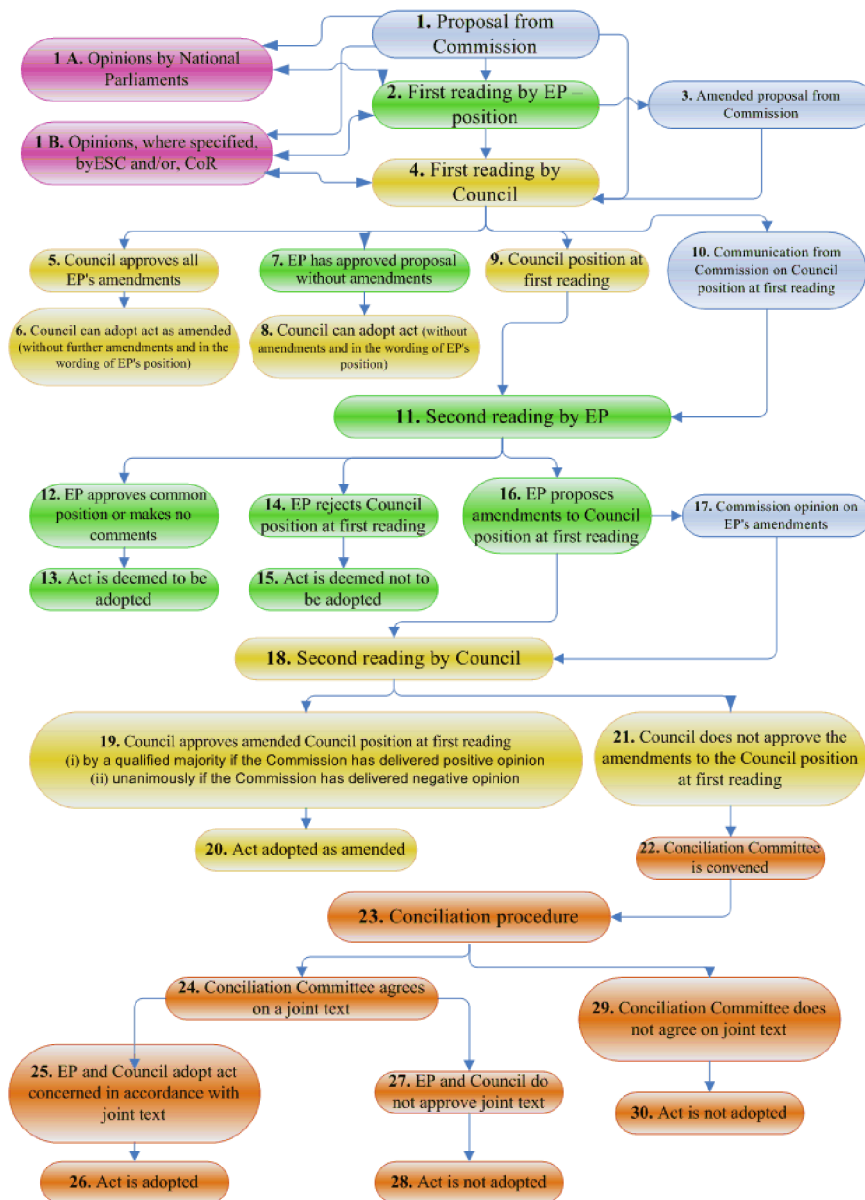 1. Proposal from
Commission
1 A. Opinions by National
Parliaments
2. First reading by EP –
position
3. Amended proposal from
Commission
1 B. Opinions, where specified,
byESC and/or, CoR
4. First reading by
Council
5. Council approves all
EP's amendments
7. EP has approved proposal
without amendments
9. Council position at
first reading
10. Communication from
Commission on Council
position at first reading
6. Council can adopt act as amended
(without further amendments and in
the wording of EP's position)
8. Council can adopt act (without
amendments and in the wording of EP's
position)
11. Second reading by EP
12. EP approves common
position or makes no
comments
14. EP rejects Council
position at first reading
16. EP proposes
amendments to Council
position at first reading
17. Commission opinion on
EP's amendments
13. Act is deemed to be
adopted
15. Act is deemed not to
be adopted
18. Second reading by Council
19. Council approves amended Council position at first reading
(i) by a qualified majority if the Commission has delivered positive opinion
(ii) unanimously if the Commission has delivered negative opinion
21. Council does not approve the
amendments to the Council position
at first reading
20. Act adopted as amended
22. Conciliation Committee
is convened
23. Conciliation procedure
24. Conciliation Committee agrees
on a joint text
29. Conciliation Committee does
not agree on joint text
25. EP and Council adopt act
concerned in accordance with
joint text
27. EP and Council do
not approve joint text
30. Act is not adopted
26. Act is adopted
28. Act is not adopted